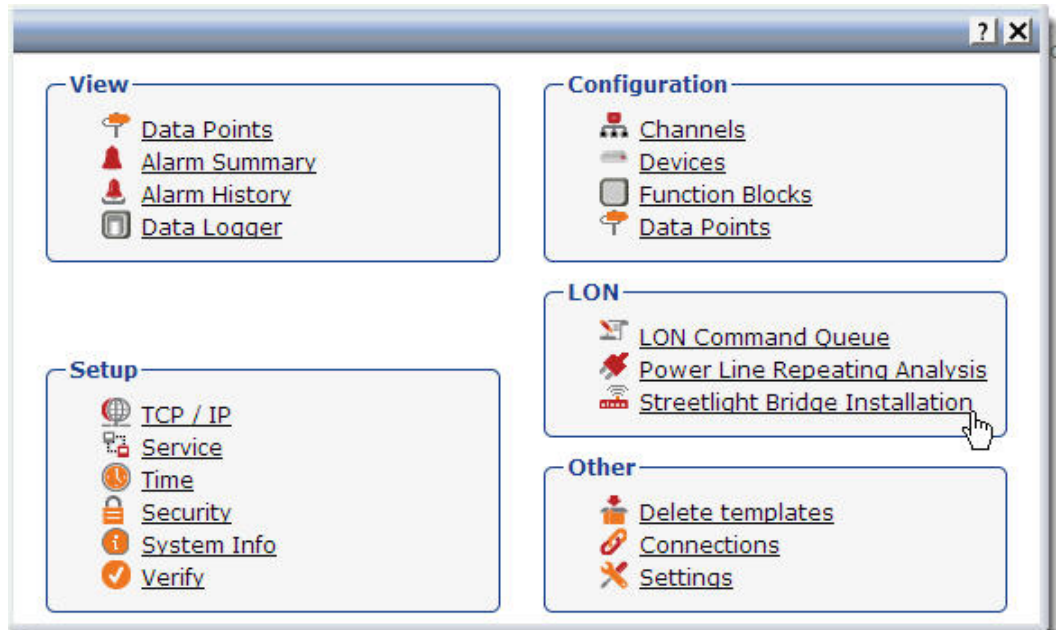 ?
View
Data Points
Alarm Summary
Alarm History
Data Logger
Configuration
Channels
Devices
Function Blocks
Data Points
LON
LON Command Queue
Power Line Repeating Analysis
Streetlight Bridge Installation
Setup
TCP / IP
Service
Time
Security
System Info
Verify
Other
Delete templates
Connections
Settings